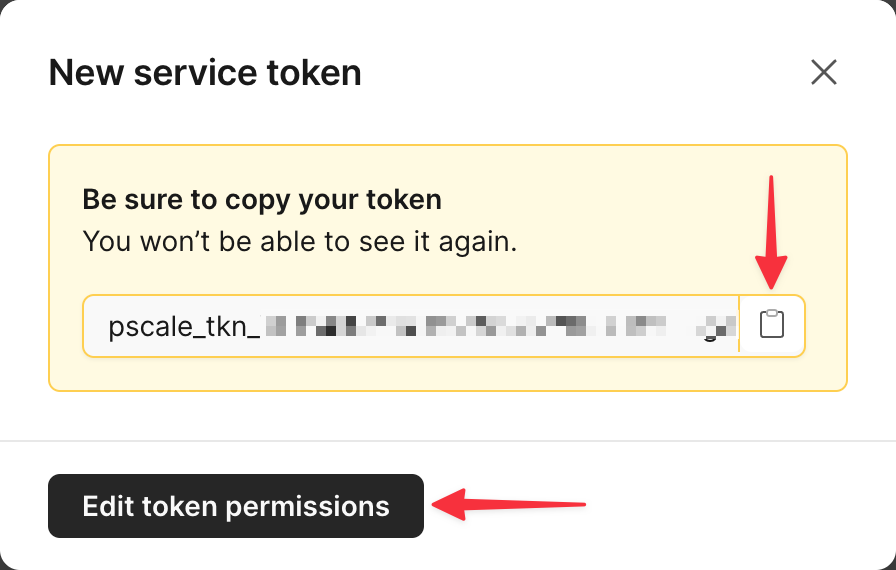 New service token
Be sure to copy your token
You won’t be able to see it again.
pscale_tkn_
Edit token permissions